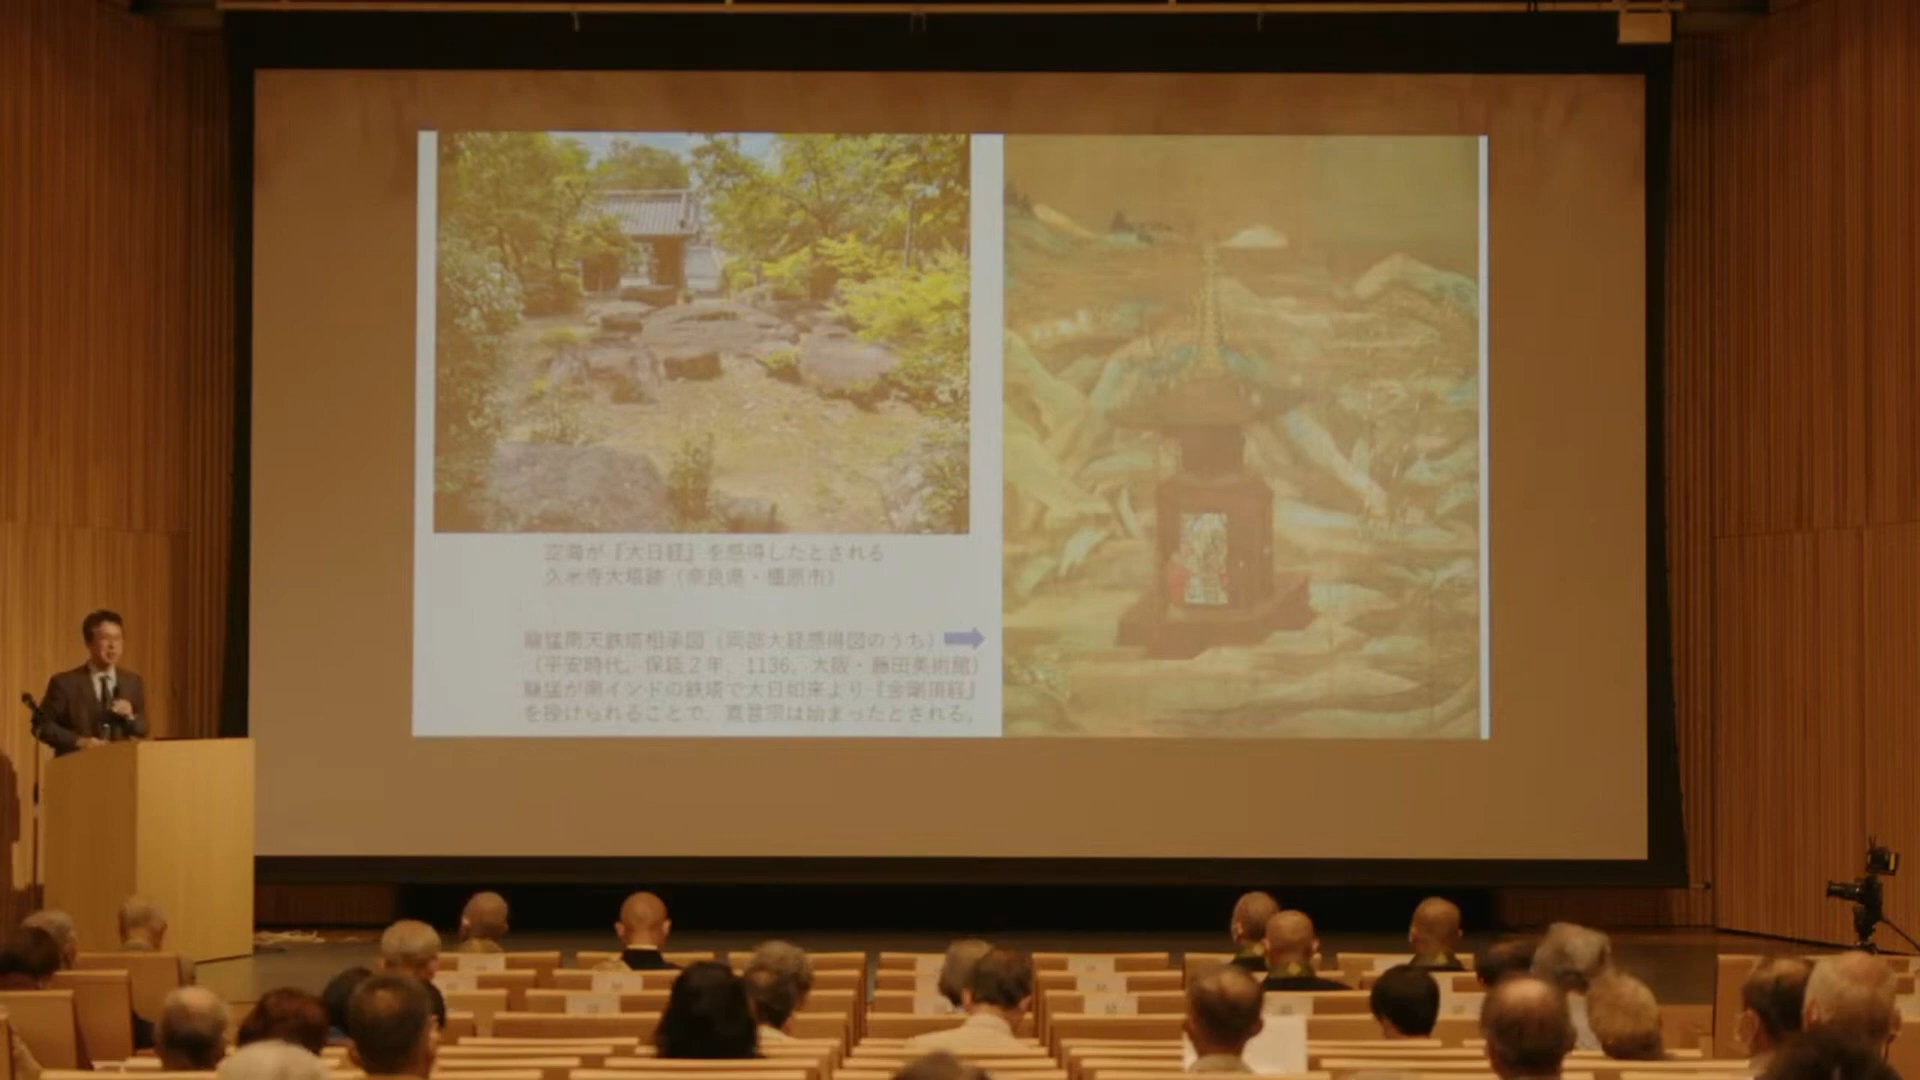 空海が『大日経』を感得したとされる
久米寺大塔跡（奈良県・橿原市）
龍猛南天鉄塔相承図（両部大経感得図のうち）
（平安時代、保延２年、1136、大阪・藤田美術館）
龍猛が南インドの鉄塔で大日如来より『金剛頂経』
を授けられることで、真言宗は始まったとされる。